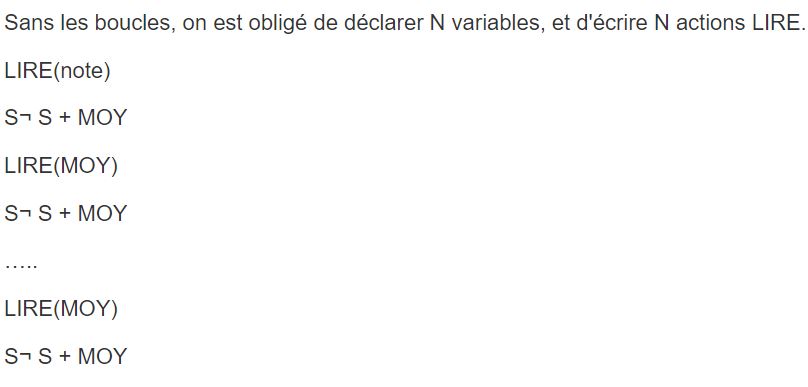 Sans les boucles, on est obligé de déclarer N variables, et d'écrire N actions LIRE.
LIRE(note)
S¬ S + MOY
LIRE(MOY)
S¬ S + MOY
…..
LIRE(MOY)
S¬ S + MOY